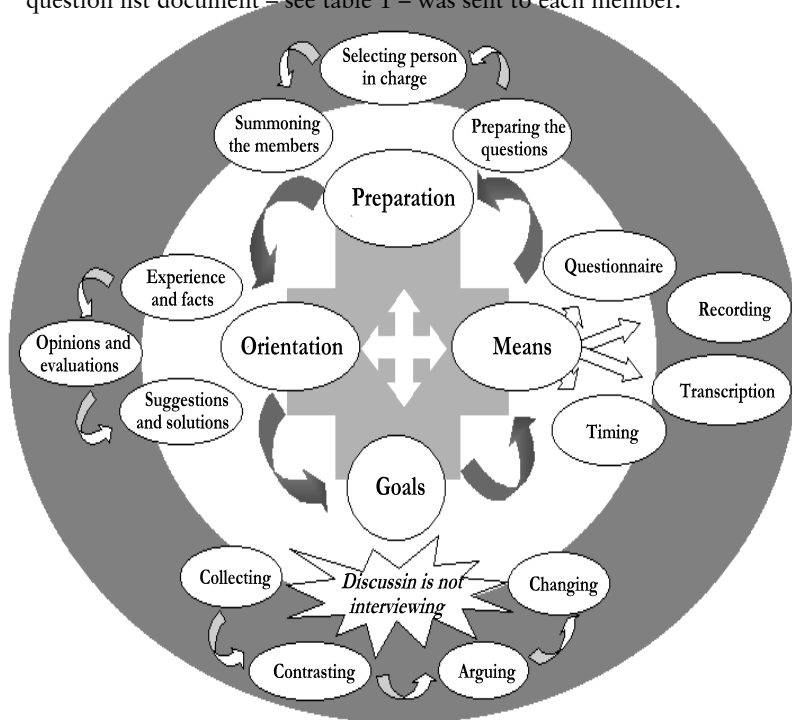 question list document – see table 1 – was sent to each member.
Selecting person
in charge
Summoning
the members
Preparing the
questions
Preparation
Experience
and facts
Questionnaire
Recording
Opinions and
evaluations
Orientation
Means
Suggestions
and solutions
Transcription
Timing
Goals
Collecting
Discussin is not
interviewing
Changing
Contrasting
Arguing